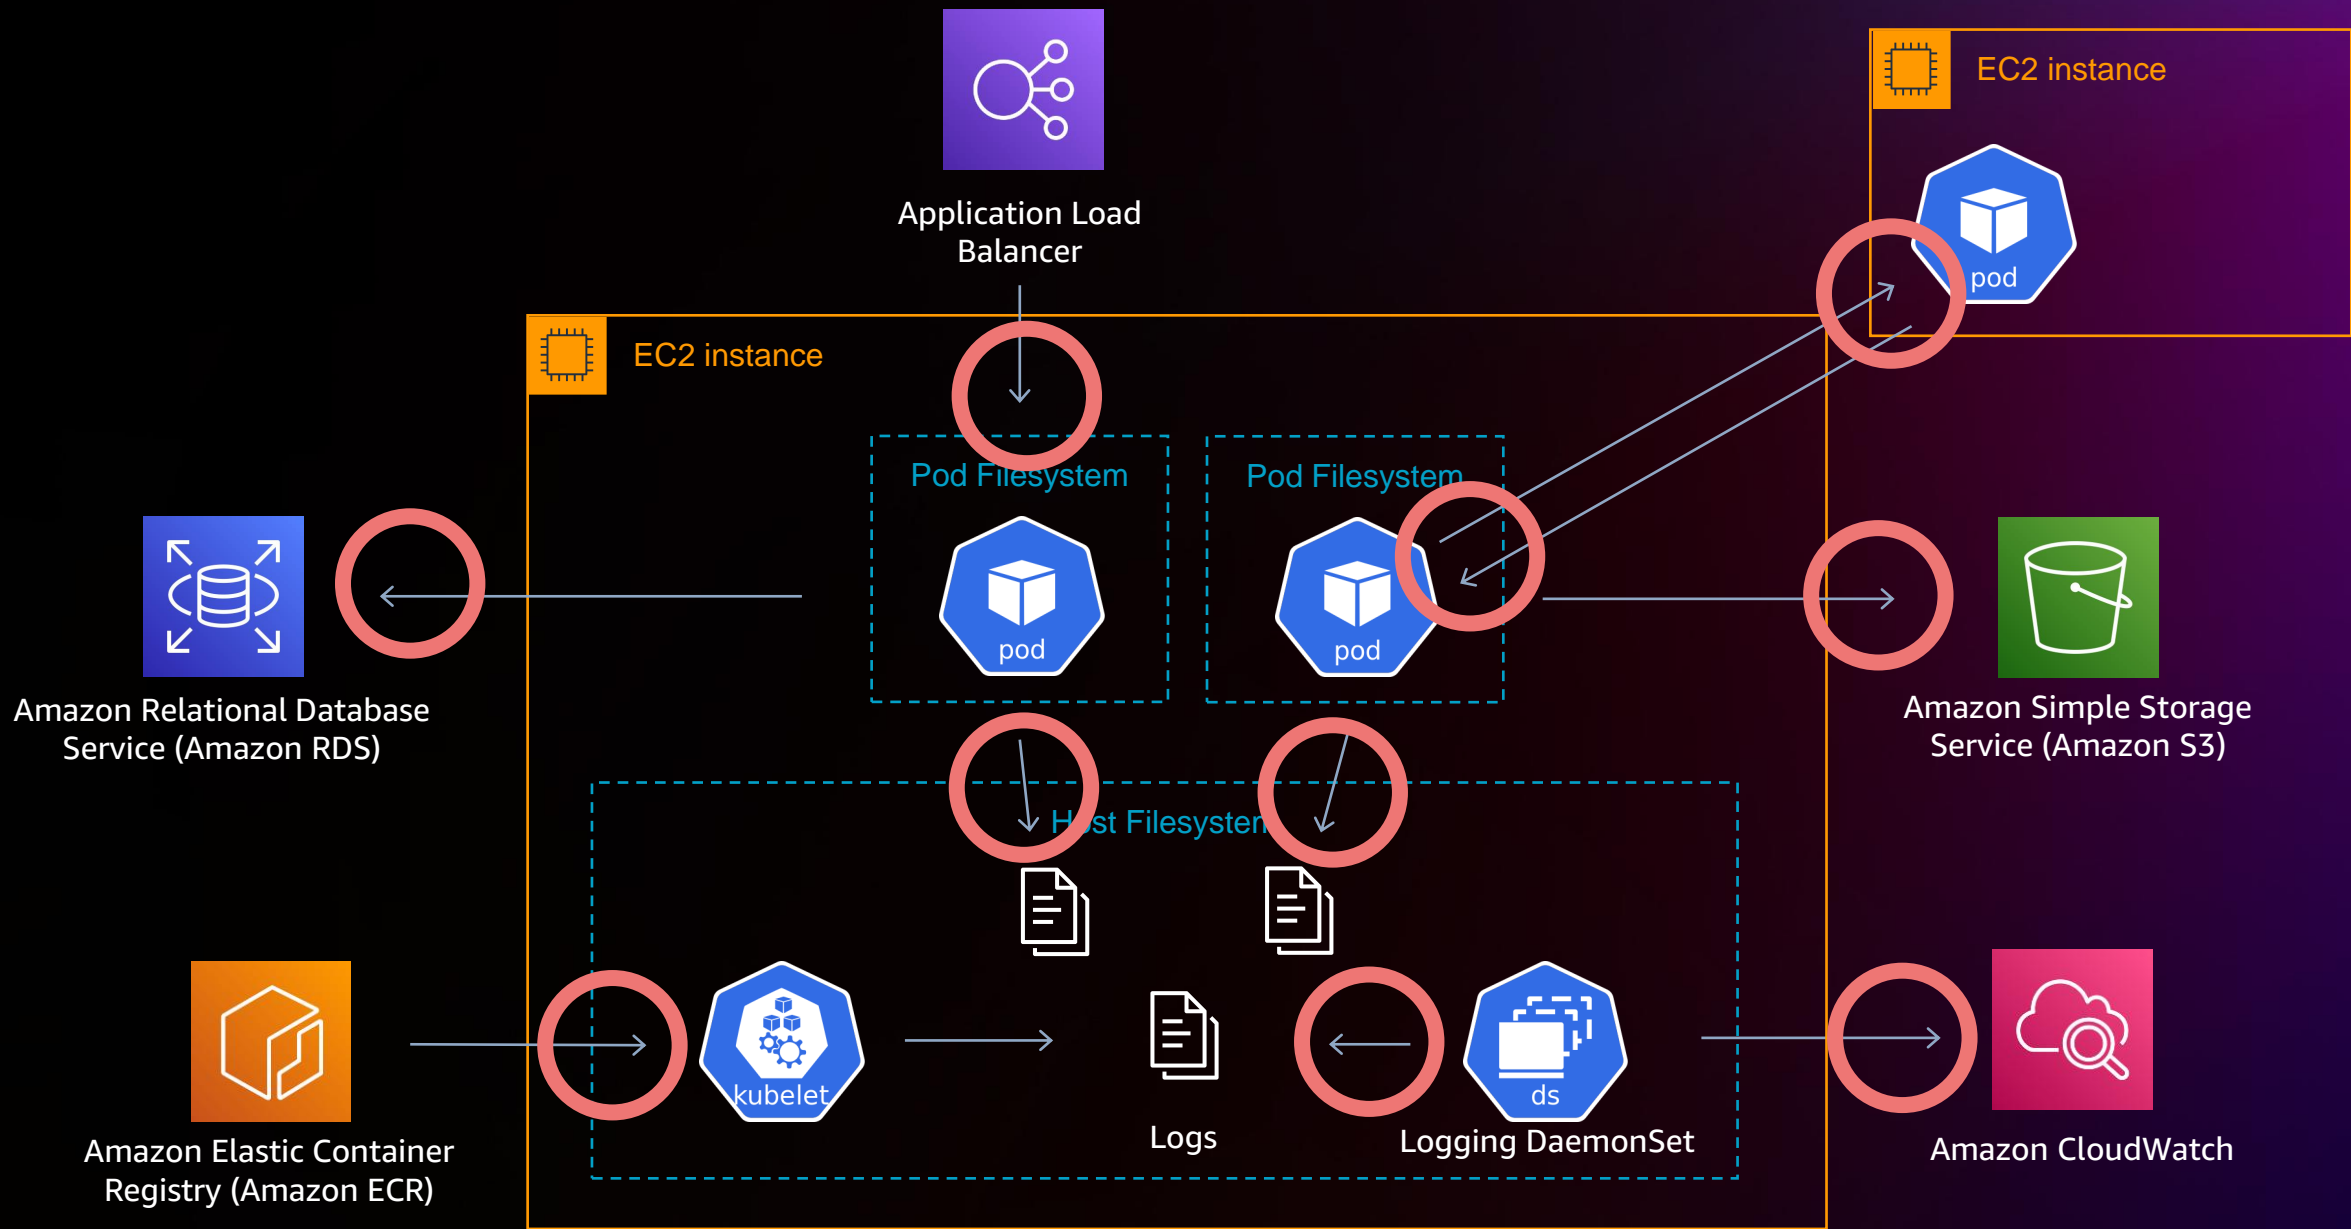 Application Load
Balancer
EC2 instance
pod
EC2 instance
Pod Filesystem
Pod Filesystem
pod
pod
Amazon Relational Database
Service (Amazon RDS)
Amazon Simple Storage
Service (Amazon S3)
Host Filesystem
kubelet
ds
Logs
Logging DaemonSet
Amazon Elastic Container
Registry (Amazon ECR)
Amazon CloudWatch